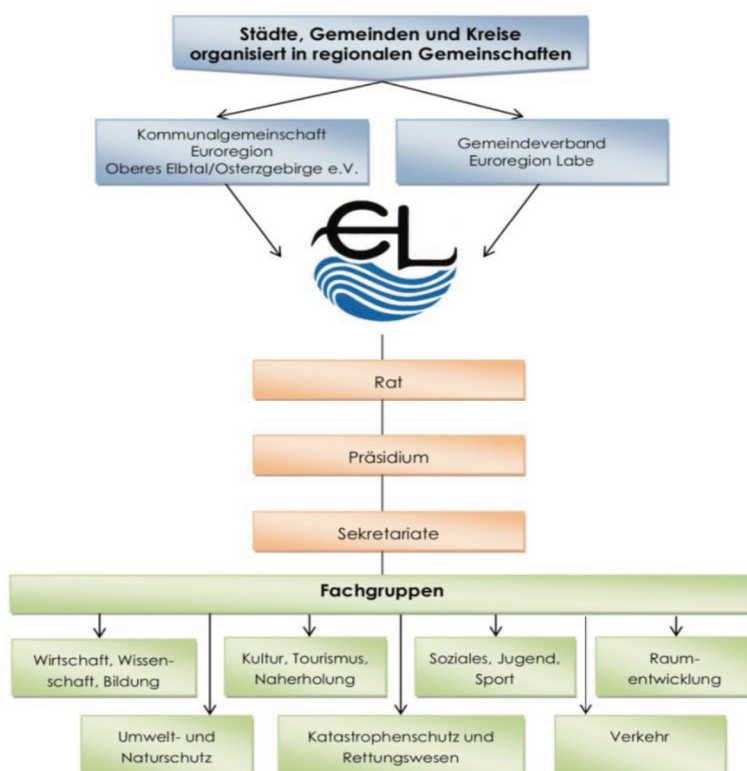 Städte, Gemeinden und Kreise
organisiert in regionalen Gemeinschaften
Kommunalgemeinschaft
Euroregion
Oberes Elbtal/Osterzgebirge e.V.
Gemeindeverband
Euroregion Labe
EL
Rat
Präsidium
Sekretariate
Fachgruppen
Wirtschaft, Wissen-
schaft, Bildung
Kultur, Tourismus,
Naherholung
Soziales, Jugend,
Sport
Raum-
entwicklung
Umwelt- und
Naturschutz
Katastrophenschutz und
Rettungswesen
Verkehr